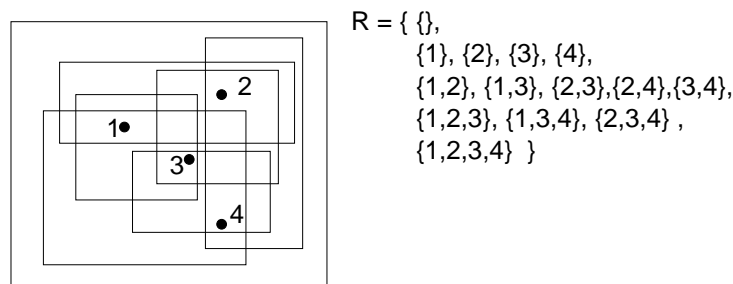 R = { {},
{1}, {2}, {3}, {4},
{1,2}, {1,3}, {2,3},{2,4},{3,4},
{1,2,3}, {1,3,4}, {2,3,4} ,
{1,2,3,4} }
2
1
3
4